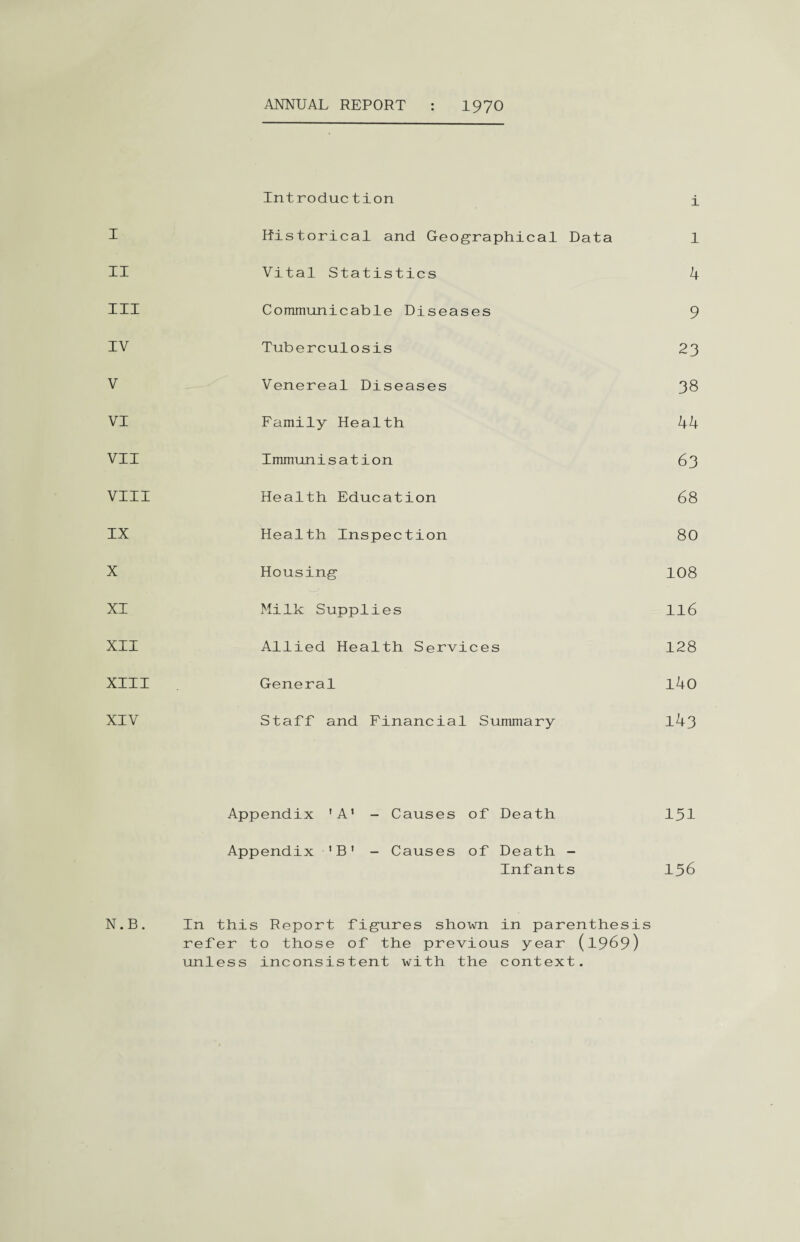 ANNUAL REPORT : 1970
Introduction i
I Historical and Geographical Data 1
II Vital Statistics 4
III Communicable Diseases 9
IV Tuberculosis 23
V Venereal Diseases 38
VI Family Health 44
VII Immunisation 63
VIII Health Education 68
IX Health Inspection 80
X Housing 108
XI Milk Supplies 116
XII Allied Health Services 128
XIII General 140
XIV Staff and Financial Summary 143
Appendix 'A' - Causes of Death 151
Appendix 'B' - Causes of Death -
Infants 156
N.B. In this Report figures shown in parenthesis
refer to those of the previous year (1969)
unless inconsistent with the context.